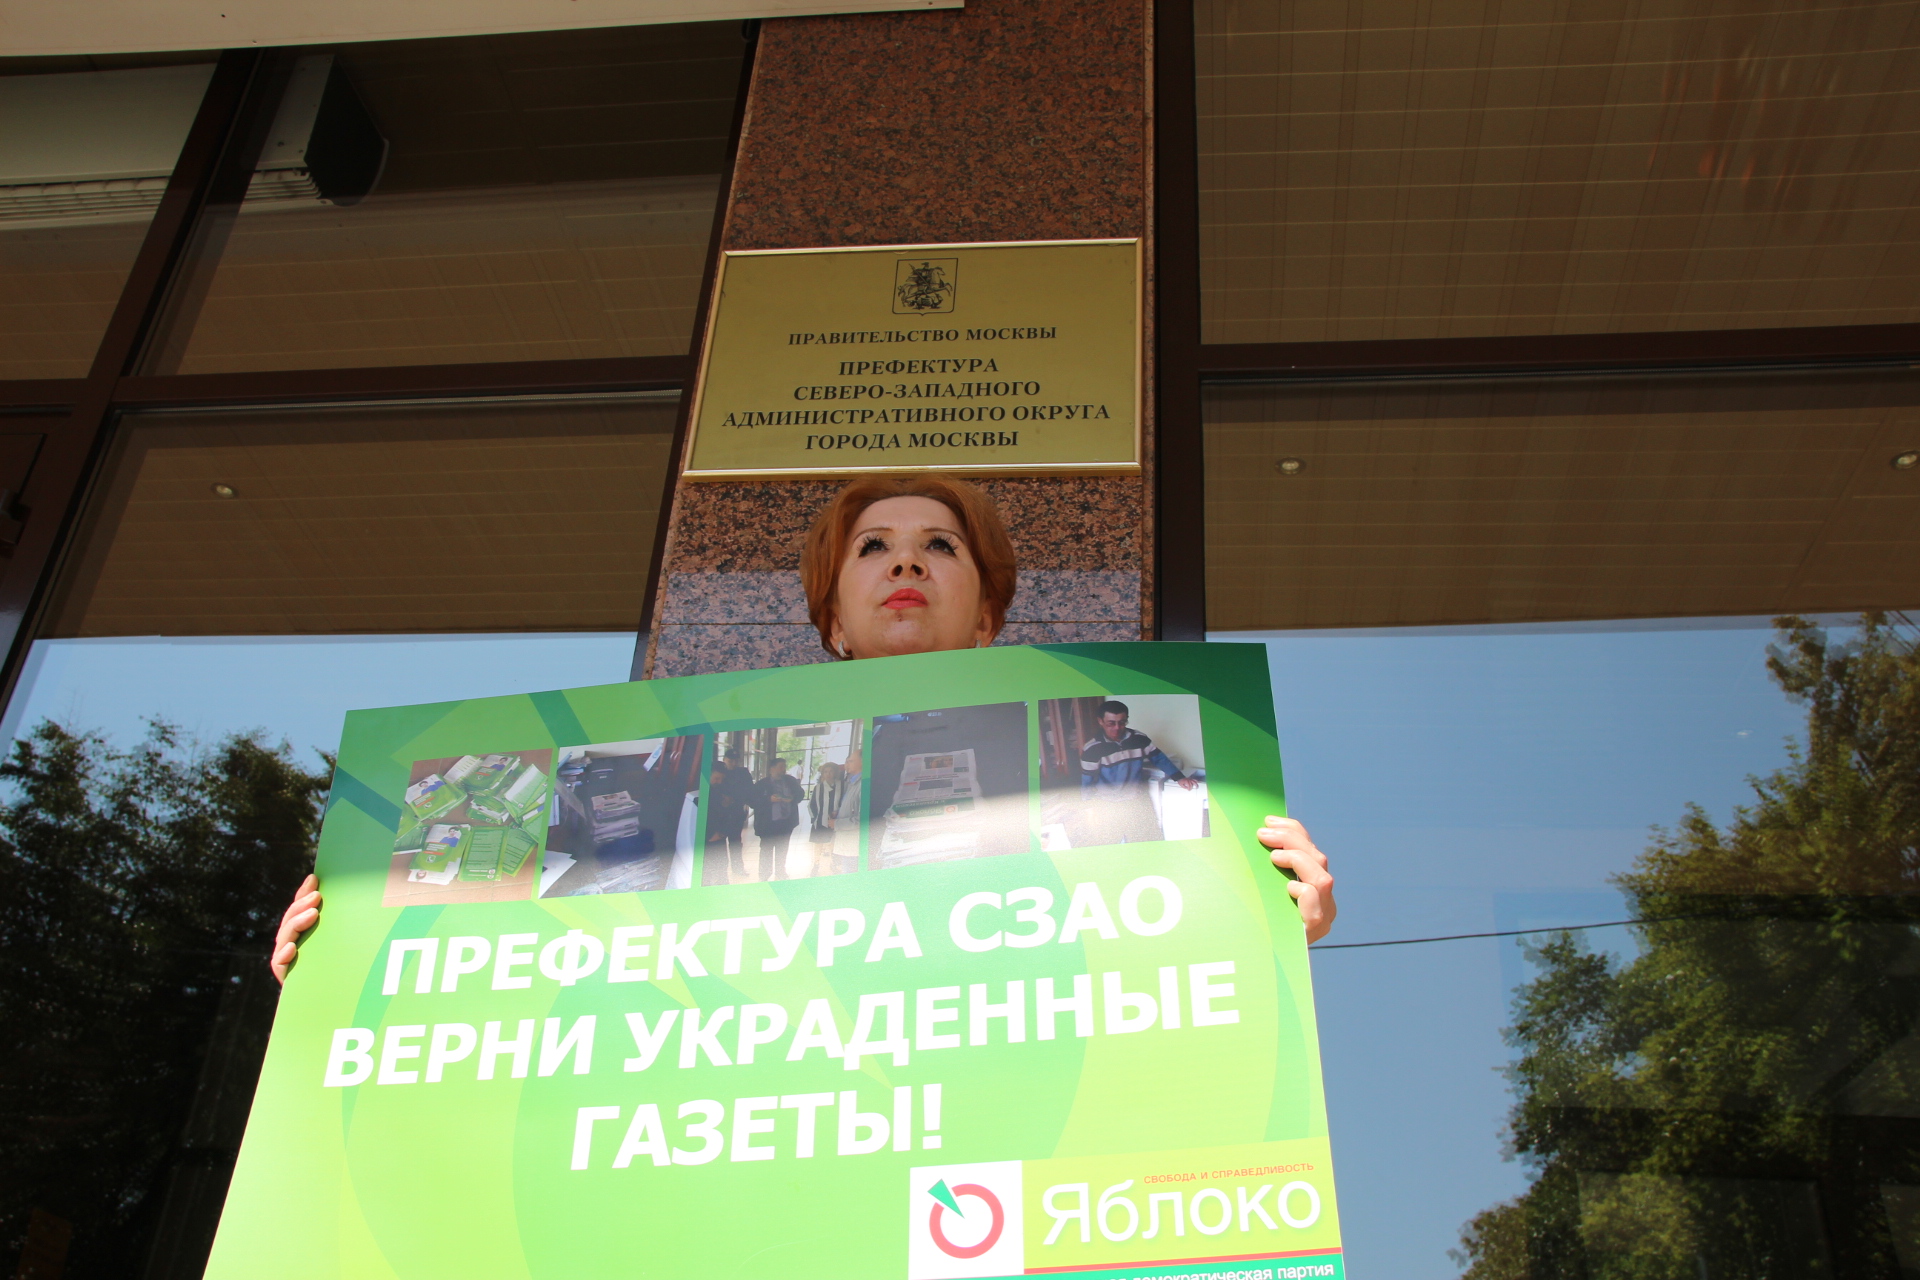 ПРАВИТЕЛЬСТВО МОСКВЫ
ПРЕФЕКТУРА
СЕВЕРО-ЗАПАДНОГО
АДМИНИСТРАТИВНОГО ОКРУГА
ГОРОДА МОСКВЫ
ПРЕФЕКТУРА СЗАО
ВЕРНИ УКРАДЕННЫЕ
ГАЗЕТЫ!
СВОБОДА И СПРАВЕДЛИВОСТЬ
Яблоко
демократическая партия